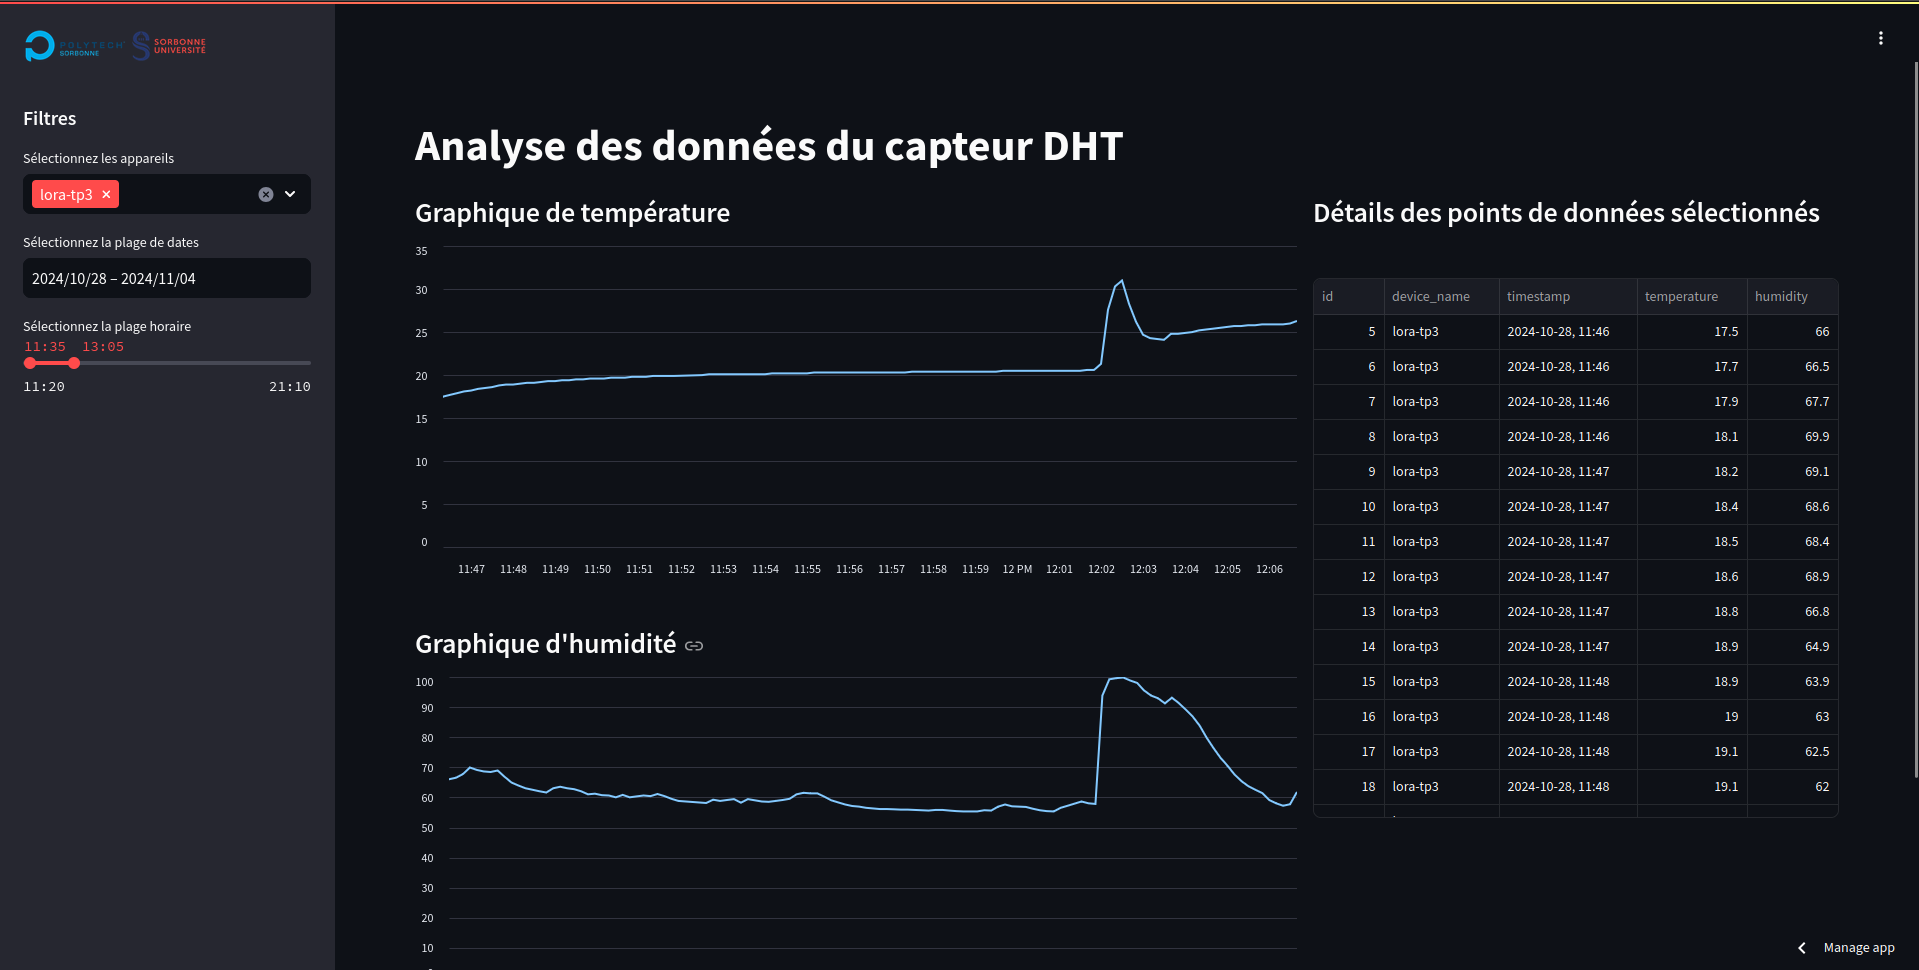 POLYTECH
SORBONNE
SORBONNE
UNIVERSITÉ
Filtres
Sélectionnez les appareils
lora-tp3
Sélectionnez la plage de dates
2024/10/28 – 2024/11/04
Sélectionnez la plage horaire
11:35 13:05
11:20 21:10
Analyse des données du capteur DHT
Graphique de température
35
30
25
20
15
10
5
0
11:47 11:48 11:49 11:50 11:51 11:52 11:53 11:54 11:55 11:56 11:57 11:58 11:59 12 PM 12:01 12:02 12:03 12:04 12:05 12:06
Graphique d'humidité
100
90
80
70
60
50
40
30
20
10
Détails des points de données sélectionnés
id device_name timestamp temperature humidity
5 lora-tp3 2024-10-28, 11:46 17.5 66
6 lora-tp3 2024-10-28, 11:46 17.7 66.5
7 lora-tp3 2024-10-28, 11:46 17.9 67.7
8 lora-tp3 2024-10-28, 11:46 18.1 69.9
9 lora-tp3 2024-10-28, 11:47 18.2 69.1
10 lora-tp3 2024-10-28, 11:47 18.4 68.6
11 lora-tp3 2024-10-28, 11:47 18.5 68.4
12 lora-tp3 2024-10-28, 11:47 18.6 68.9
13 lora-tp3 2024-10-28, 11:47 18.8 66.8
14 lora-tp3 2024-10-28, 11:47 18.9 64.9
15 lora-tp3 2024-10-28, 11:48 18.9 63.9
16 lora-tp3 2024-10-28, 11:48 19 63
17 lora-tp3 2024-10-28, 11:48 19.1 62.5
18 lora-tp3 2024-10-28, 11:48 19.1 62
Manage app